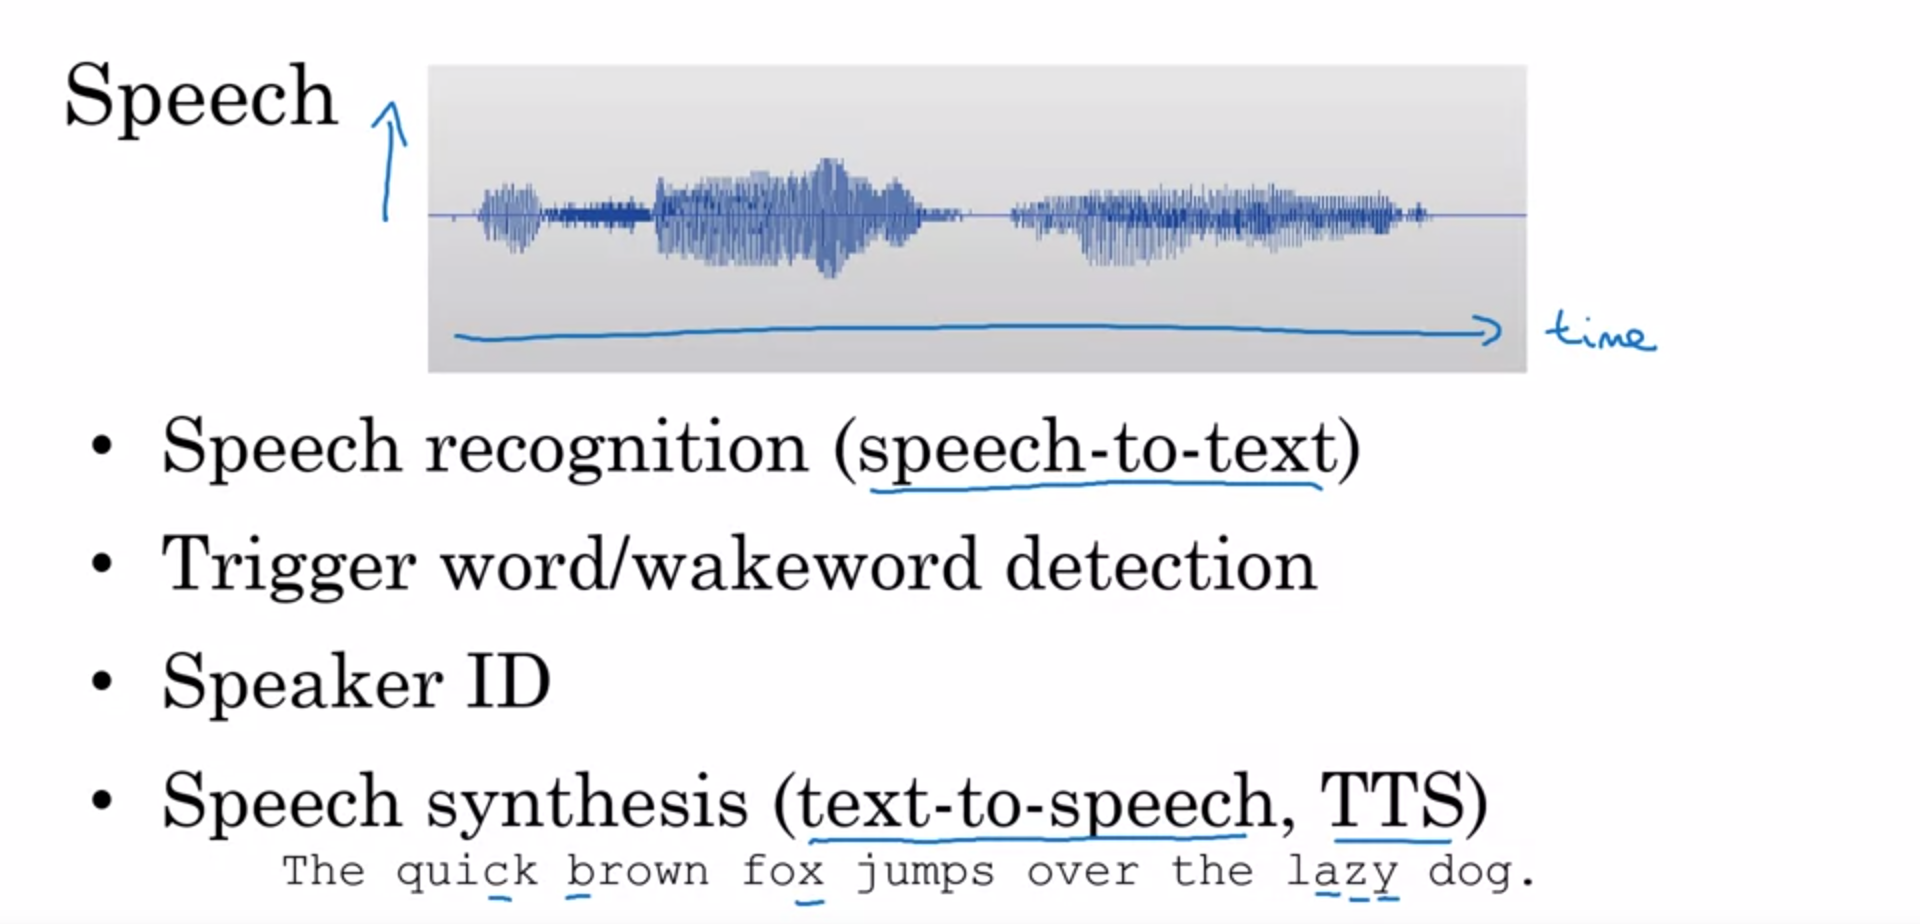 Speech
time
• Speech recognition (speech-to-text)
• Trigger word/wakeword detection
• Speaker ID
• Speech synthesis (text-to-speech, TTS)
The quick brown fox jumps over the lazy dog.